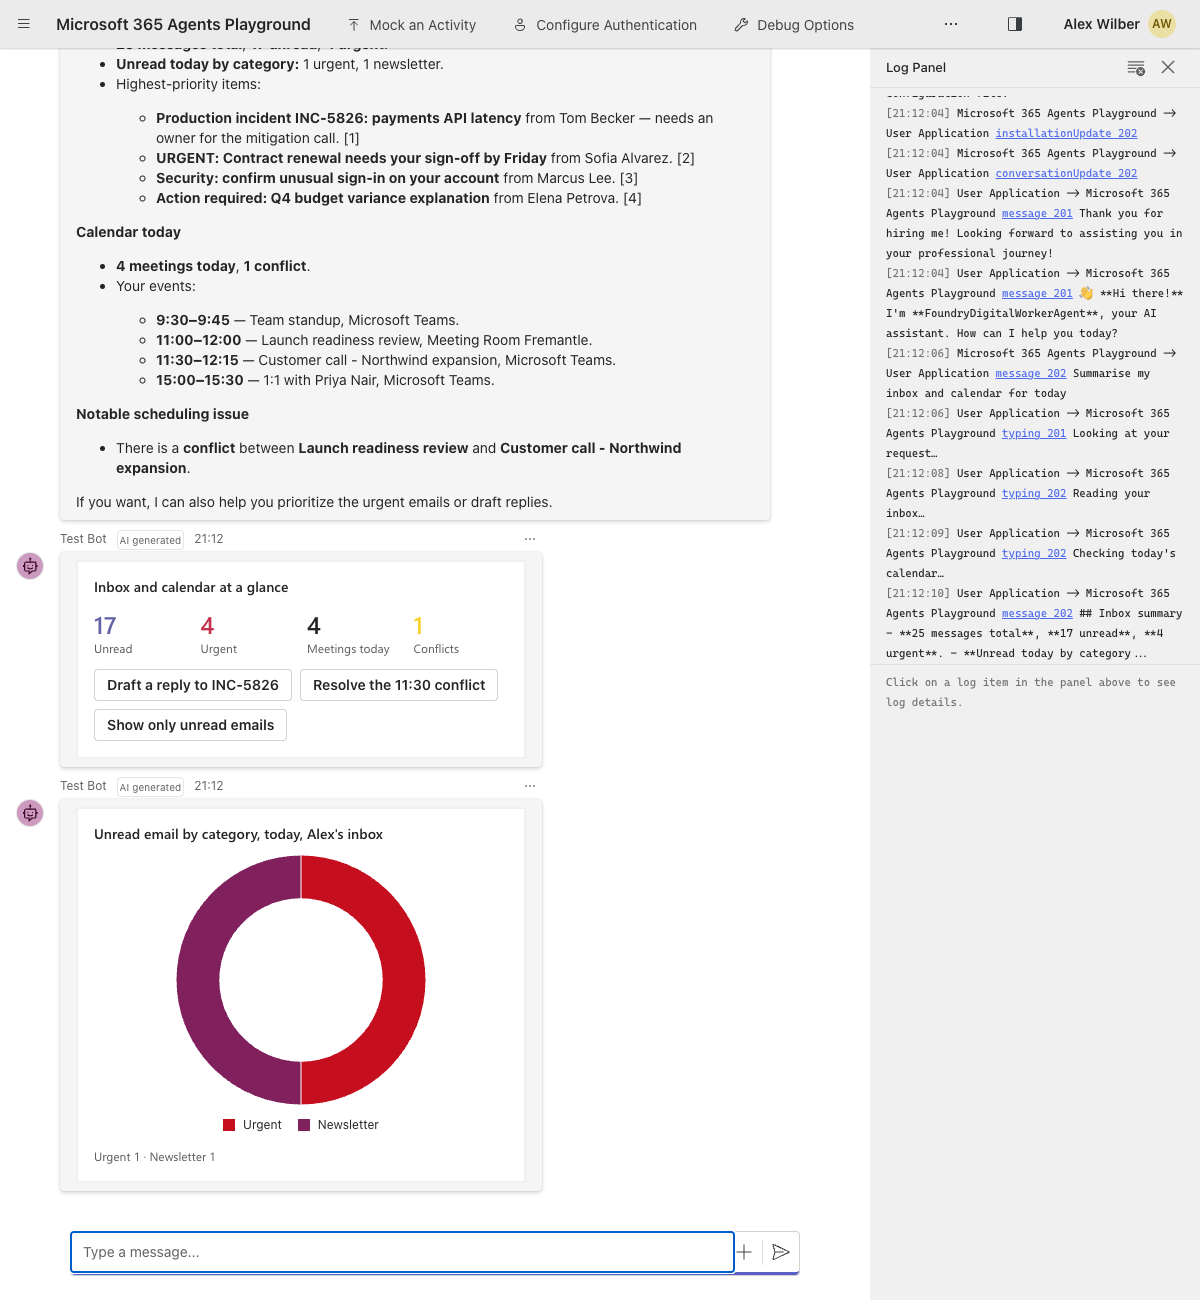 Microsoft 365 Agents Playground
Mock an Activity
Configure Authentication
Debug Options
...
Alex Wilber
AW
25 messages total, 17 unread, 4 urgent.
Unread today by category: 1 urgent, 1 newsletter.
Highest-priority items:
Production incident INC-5826: payments API latency from Tom Becker — needs an
owner for the mitigation call. [1]
URGENT: Contract renewal needs your sign-off by Friday from Sofia Alvarez. [2]
Security: confirm unusual sign-in on your account from Marcus Lee. [3]
Action required: Q4 budget variance explanation from Elena Petrova. [4]
Calendar today
4 meetings today, 1 conflict.
Your events:
9:30–9:45 — Team standup, Microsoft Teams.
11:00–12:00 — Launch readiness review, Meeting Room Fremantle.
11:30–12:15 — Customer call - Northwind expansion, Microsoft Teams.
15:00–15:30 — 1:1 with Priya Nair, Microsoft Teams.
Notable scheduling issue
There is a conflict between Launch readiness review and Customer call - Northwind
expansion.
If you want, I can also help you prioritize the urgent emails or draft replies.
Test Bot AI generated 21:12
Inbox and calendar at a glance
17 4 4 1
Unread Urgent Meetings today Conflicts
Draft a reply to INC-5826
Resolve the 11:30 conflict
Show only unread emails
Test Bot AI generated 21:12
Unread email by category, today, Alex's inbox
Urgent Newsletter
Urgent 1 · Newsletter 1
Type a message...
Log Panel
configuration file.
[21:12:04] Microsoft 365 Agents Playground →
User Application installationUpdate 202
[21:12:04] Microsoft 365 Agents Playground →
User Application conversationUpdate 202
[21:12:04] User Application → Microsoft 365
Agents Playground message 201 Thank you for
hiring me! Looking forward to assisting you in
your professional journey!
[21:12:04] User Application → Microsoft 365
Agents Playground message 201 👋 **Hi there!**
I'm **FoundryDigitalWorkerAgent**, your AI
assistant. How can I help you today?
[21:12:06] Microsoft 365 Agents Playground →
User Application message 202 Summarise my
inbox and calendar for today
[21:12:06] User Application → Microsoft 365
Agents Playground typing 201 Looking at your
request…
[21:12:08] User Application → Microsoft 365
Agents Playground typing 202 Reading your
inbox…
[21:12:09] User Application → Microsoft 365
Agents Playground typing 202 Checking today's
calendar…
[21:12:10] User Application → Microsoft 365
Agents Playground message 202 ## Inbox summary
- **25 messages total**, **17 unread**, **4
urgent**. - **Unread today by category...
Click on a log item in the panel above to see
log details.